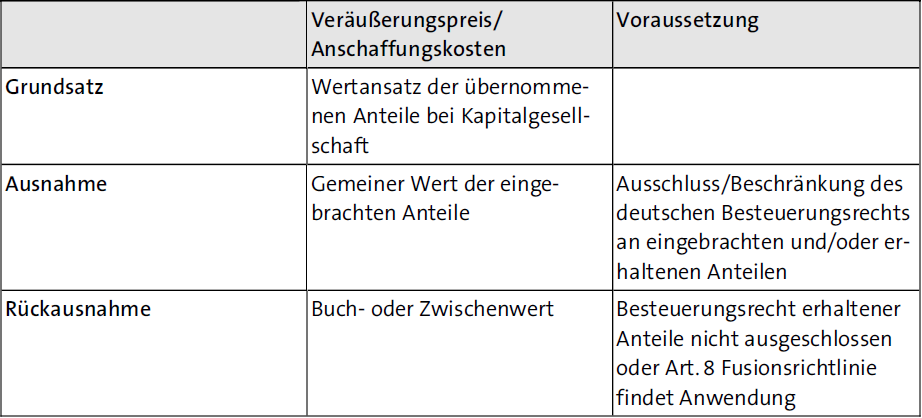 Veräußerungspreis/
Anschaffungskosten
Voraussetzung
Grundsatz
Wertansatz der übernomme-
nen Anteile bei Kapitalgesell-
schaft
Ausnahme
Gemeiner Wert der einge-
brachten Anteile
Ausschluss/Beschränkung des
deutschen Besteuerungsrechts
an eingebrachten und/oder er-
haltenen Anteilen
Rückausnahme
Buch- oder Zwischenwert
Besteuerungsrecht erhaltener
Anteile nicht ausgeschlossen
oder Art. 8 Fusionsrichtlinie
findet Anwendung